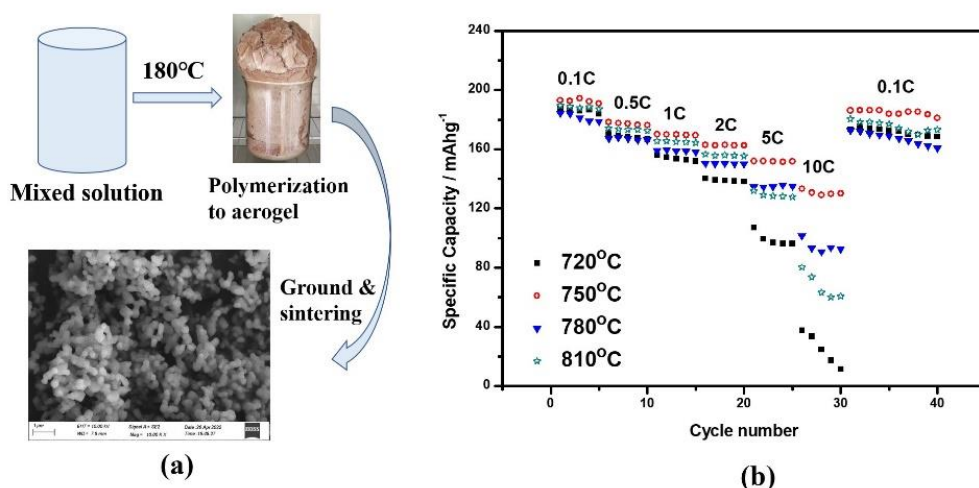 180°C
Mixed solution
Polymerization
to aerogel
Ground &
sintering
1µm
(a)
240
200
160
120
80
40
0
Specific Capacity / mAhg⁻¹
0.1C
0.5C
1C
2C
5C
10C
0.1C
720°C
750°C
780°C
810°C
0
10
20
30
40
Cycle number
(b)